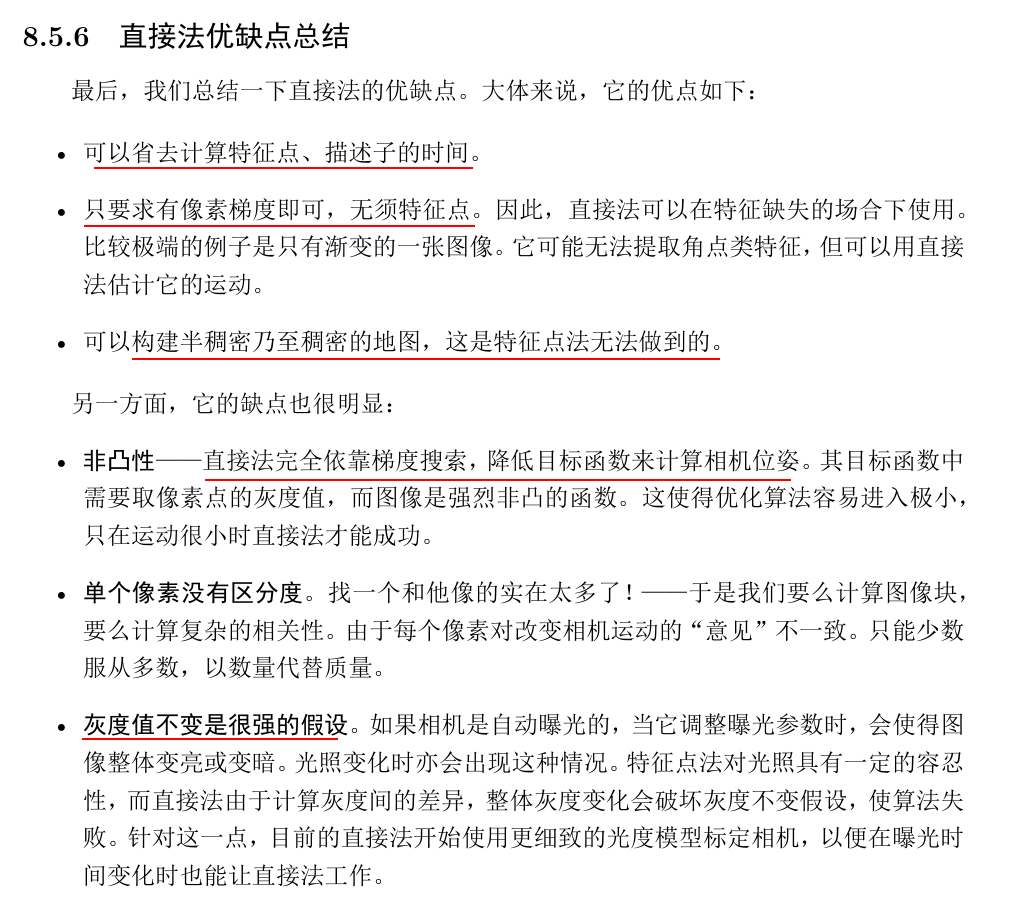 8.5.6 直接法优缺点总结
最后，我们总结一下直接法的优缺点。大体来说，它的优点如下：
• 可以省去计算特征点、描述子的时间。
• 只要求有像素梯度即可，无须特征点。因此，直接法可以在特征缺失的场合下使用。
比较极端的例子是只有渐变的一张图像。它可能无法提取角点类特征，但可以用直接
法估计它的运动。
• 可以构建半稠密乃至稠密的地图，这是特征点法无法做到的。
另一方面，它的缺点也很明显：
• 非凸性——直接法完全依靠梯度搜索，降低目标函数来计算相机位姿。其目标函数中
需要取像素点的灰度值，而图像是强烈非凸的函数。这使得优化算法容易进入极小，
只在运动很小时直接法才能成功。
• 单个像素没有区分度。找一个和他像的实在太多了！——于是我们要么计算图像块，
要么计算复杂的相关性。由于每个像素对改变相机运动的“意见”不一致。只能少数
服从多数，以数量代替质量。
• 灰度值不变是很强的假设。如果相机是自动曝光的，当它调整曝光参数时，会使得图
像整体变亮或变暗。光照变化时亦会出现这种情况。特征点法对光照具有一定的容忍
性，而直接法由于计算灰度间的差异，整体灰度变化会破坏灰度不变假设，使算法失
败。针对这一点，目前的直接法开始使用更细致的光度模型标定相机，以便在曝光时
间变化时也能让直接法工作。